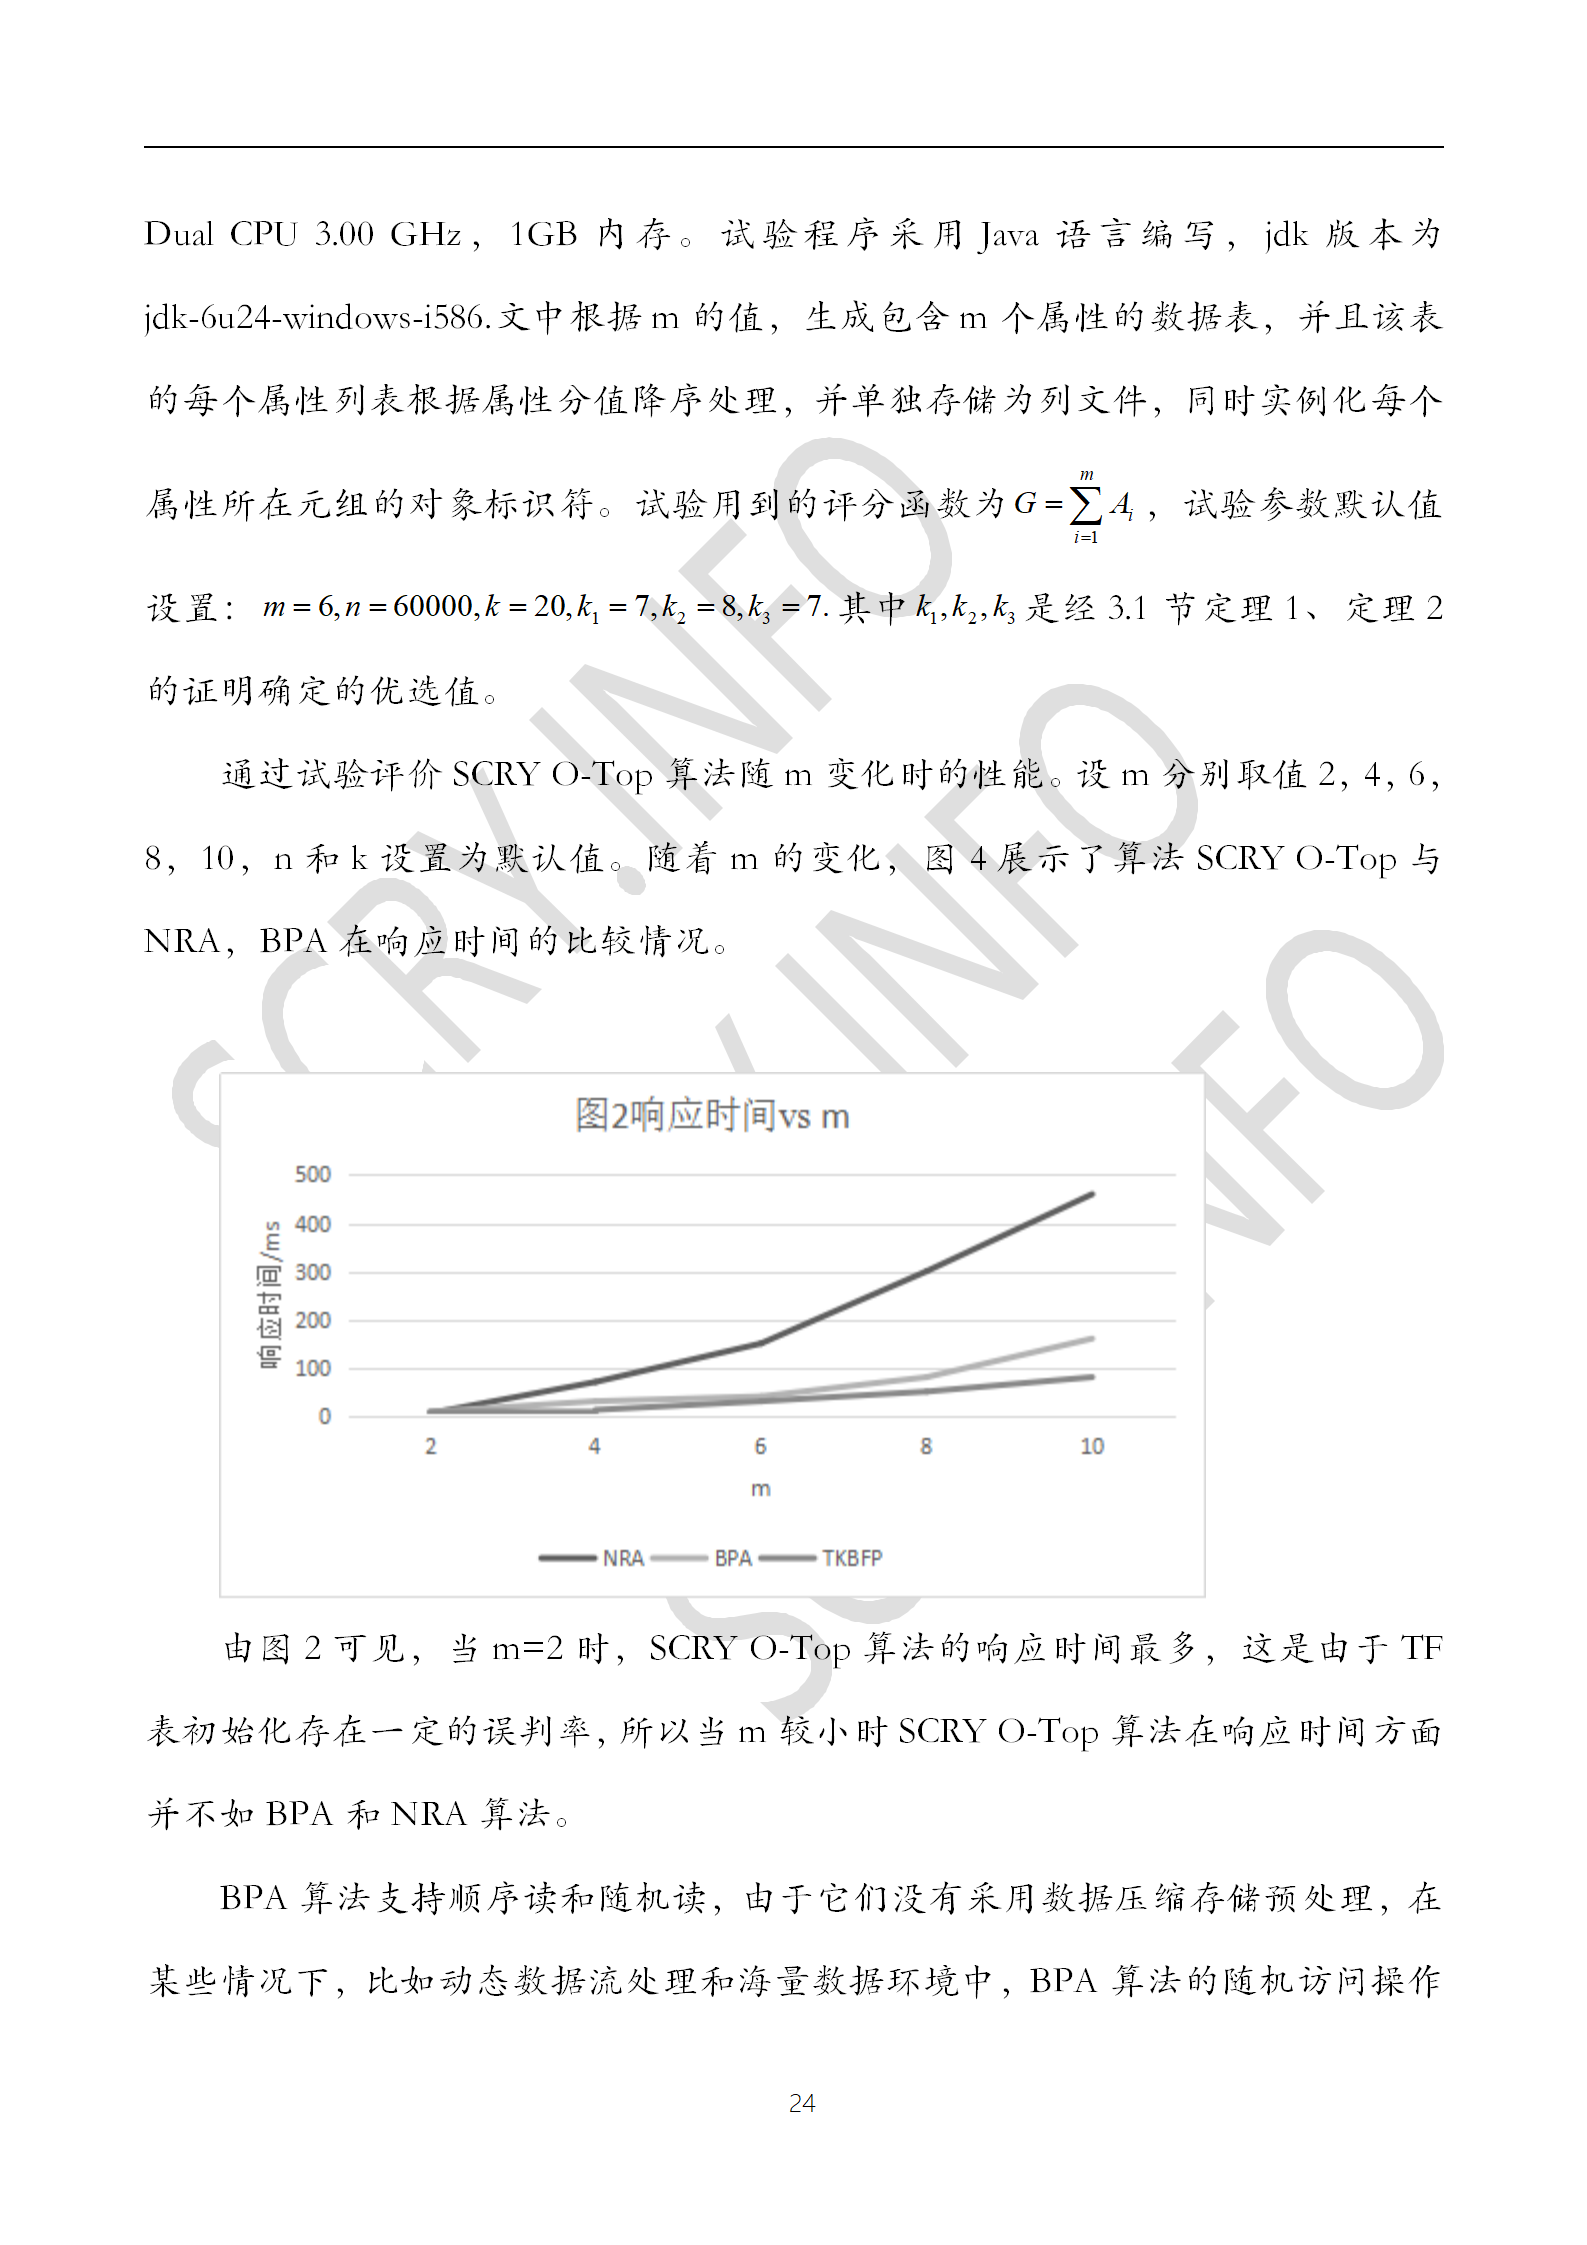 Dual CPU 3.00 GHz，1GB 内存。试验程序采用 Java 语言编写，jdk 版本为
jdk-6u24-windows-i586.文中根据 m 的值，生成包含 m 个属性的数据表，并且该表
的每个属性列表根据属性分值降序处理，并单独存储为列文件，同时实例化每个
属性所在元组的对象标识符。试验用到的评分函数为 G = ∑_{i=1}^{m} A_i ，试验参数默认值
设置： m = 6, n = 60000, k = 20, k₁ = 7, k₂ = 8, k₃ = 7. 其中 k₁, k₂, k₃ 是经 3.1 节定理 1、定理 2
的证明确定的优选值。
通过试验评价 SCRY O-Top 算法随 m 变化时的性能。设 m 分别取值 2，4，6，
8，10，n 和 k 设置为默认值。随着 m 的变化，图 4 展示了算法 SCRY O-Top 与
NRA，BPA 在响应时间的比较情况。
图2响应时间vs m
响应时间/ms
500
400
300
200
100
0
2 4 6 8 10
m
NRA BPA TKBFP
由图 2 可见，当 m=2 时，SCRY O-Top 算法的响应时间最多，这是由于 TF
表初始化存在一定的误判率，所以当 m 较小时 SCRY O-Top 算法在响应时间方面
并不如 BPA 和 NRA 算法。
BPA 算法支持顺序读和随机读，由于它们没有采用数据压缩存储预处理，在
某些情况下，比如动态数据流处理和海量数据环境中，BPA 算法的随机访问操作
24
SCRY.INFO